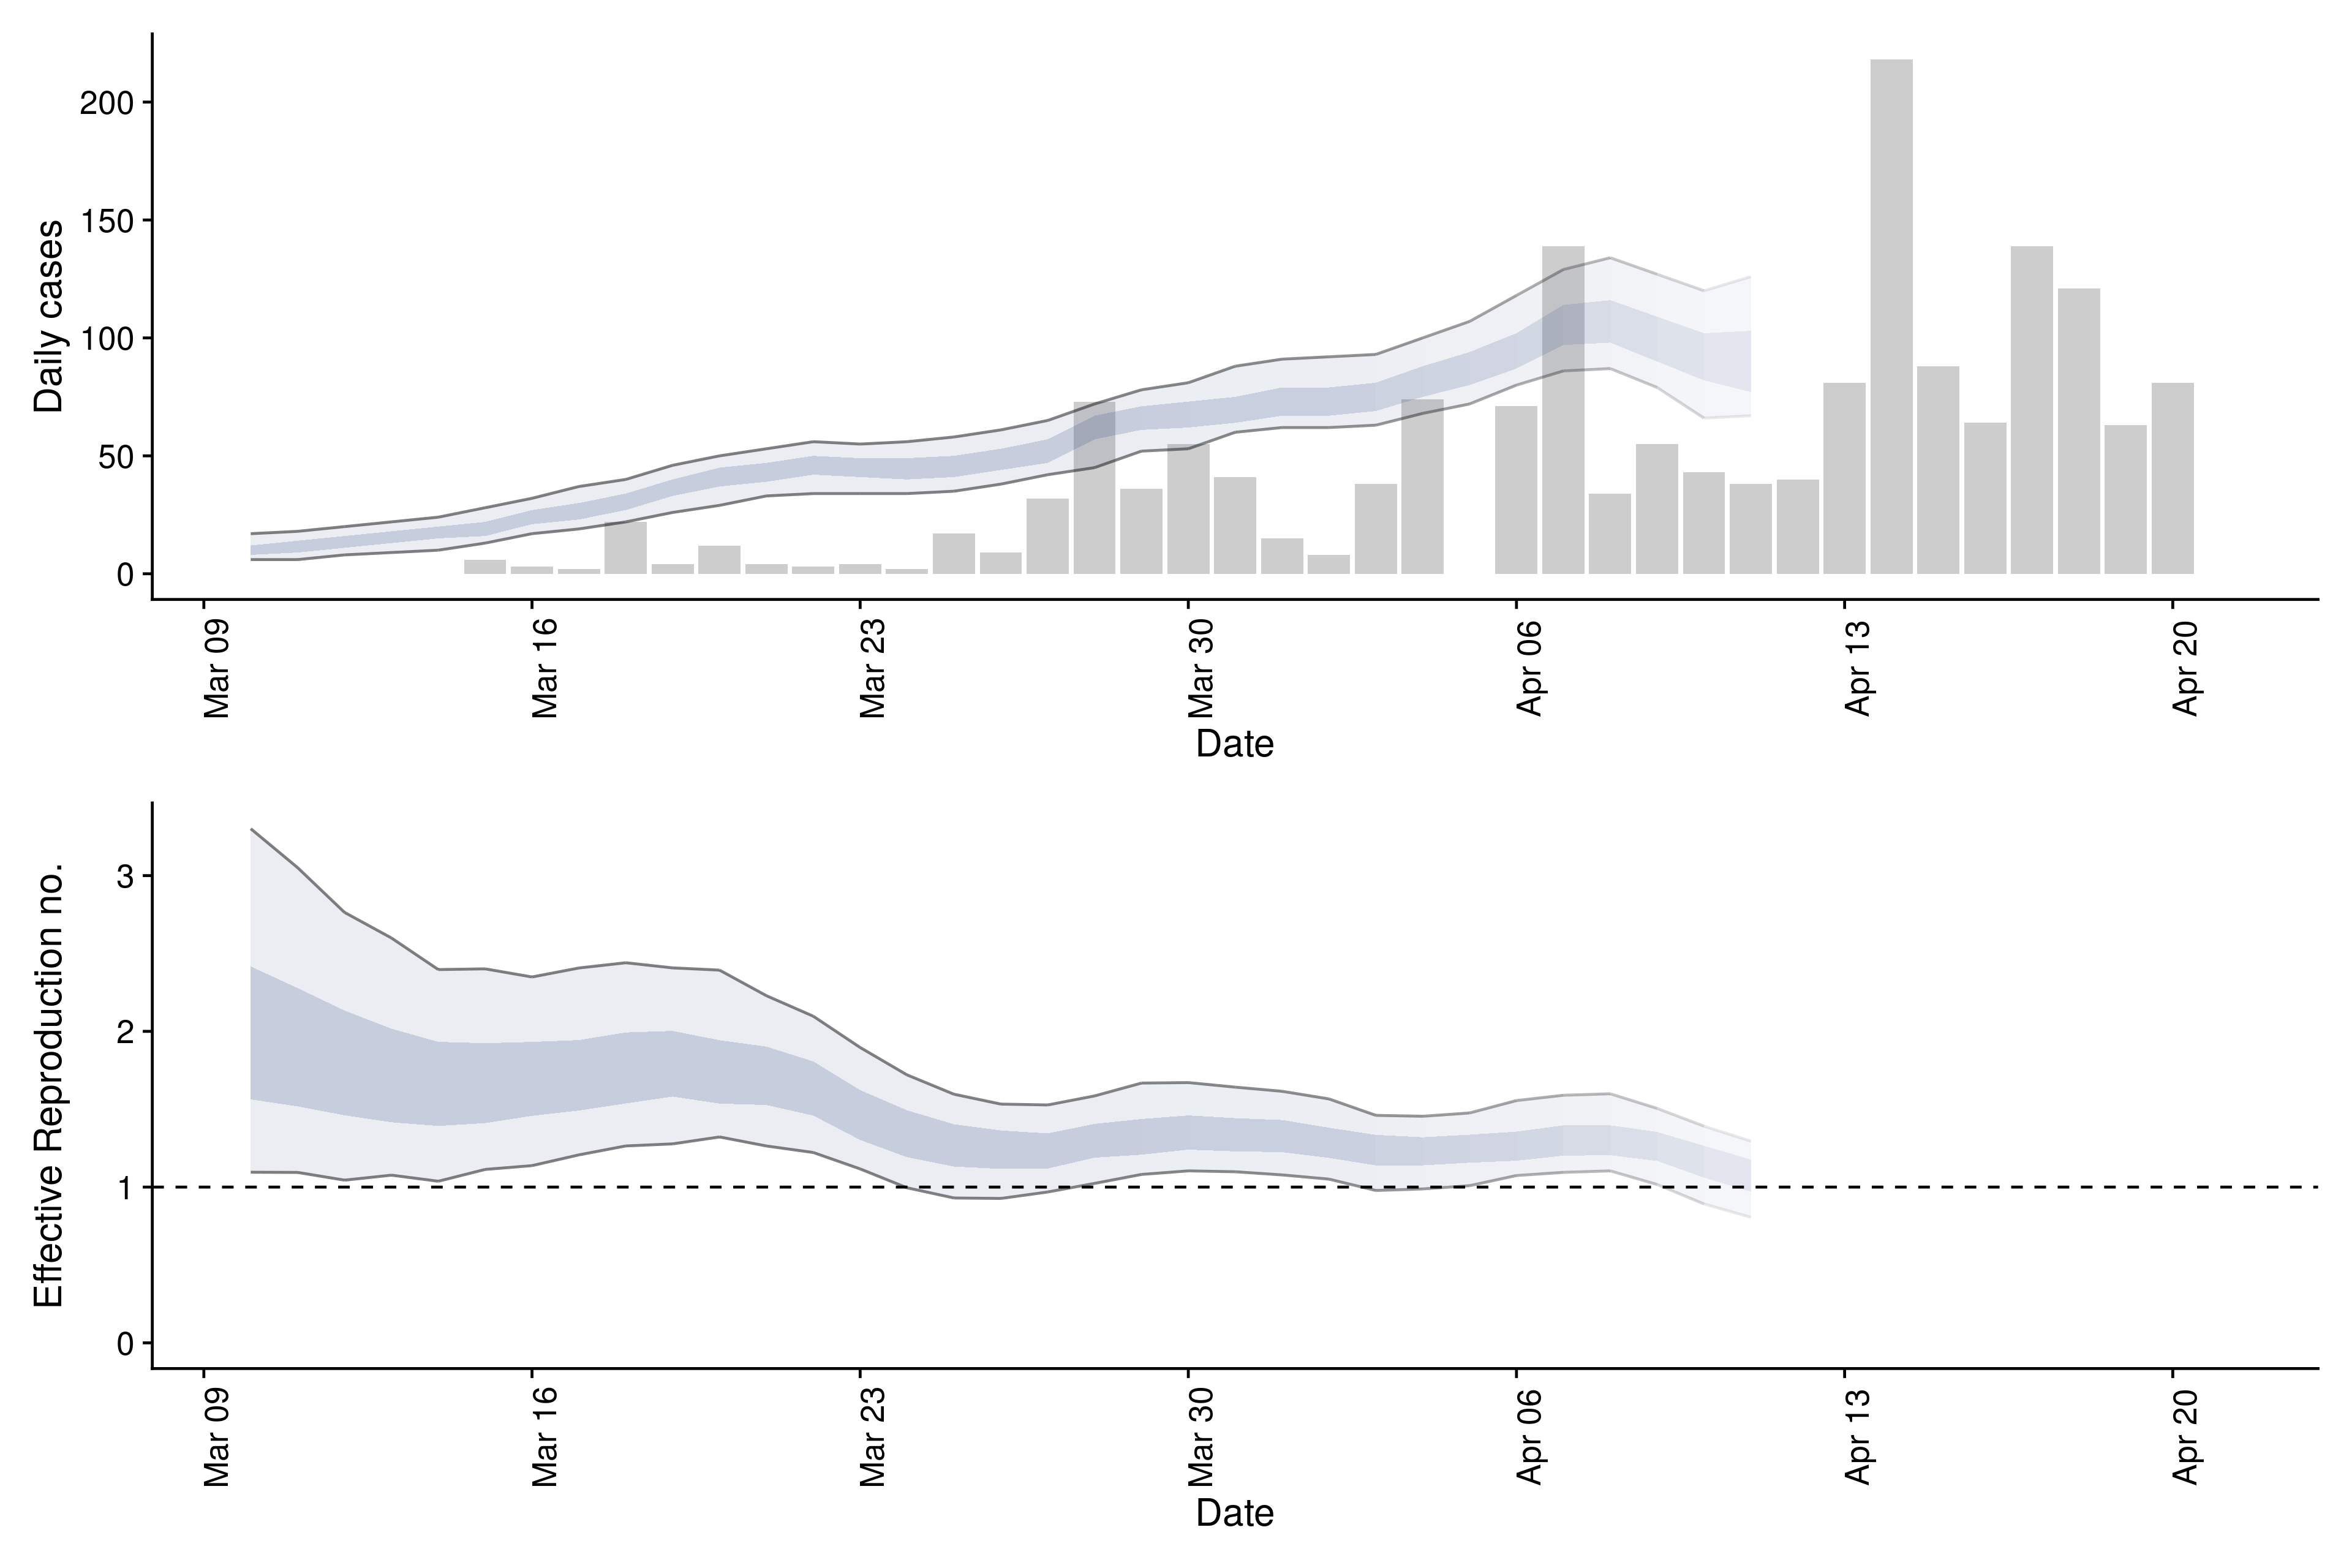 Daily cases
200
150
100
50
0
Mar 09
Mar 16
Mar 23
Mar 30
Apr 06
Apr 13
Apr 20
Date
Effective Reproduction no.
3
2
1
0
Mar 09
Mar 16
Mar 23
Mar 30
Apr 06
Apr 13
Apr 20
Date